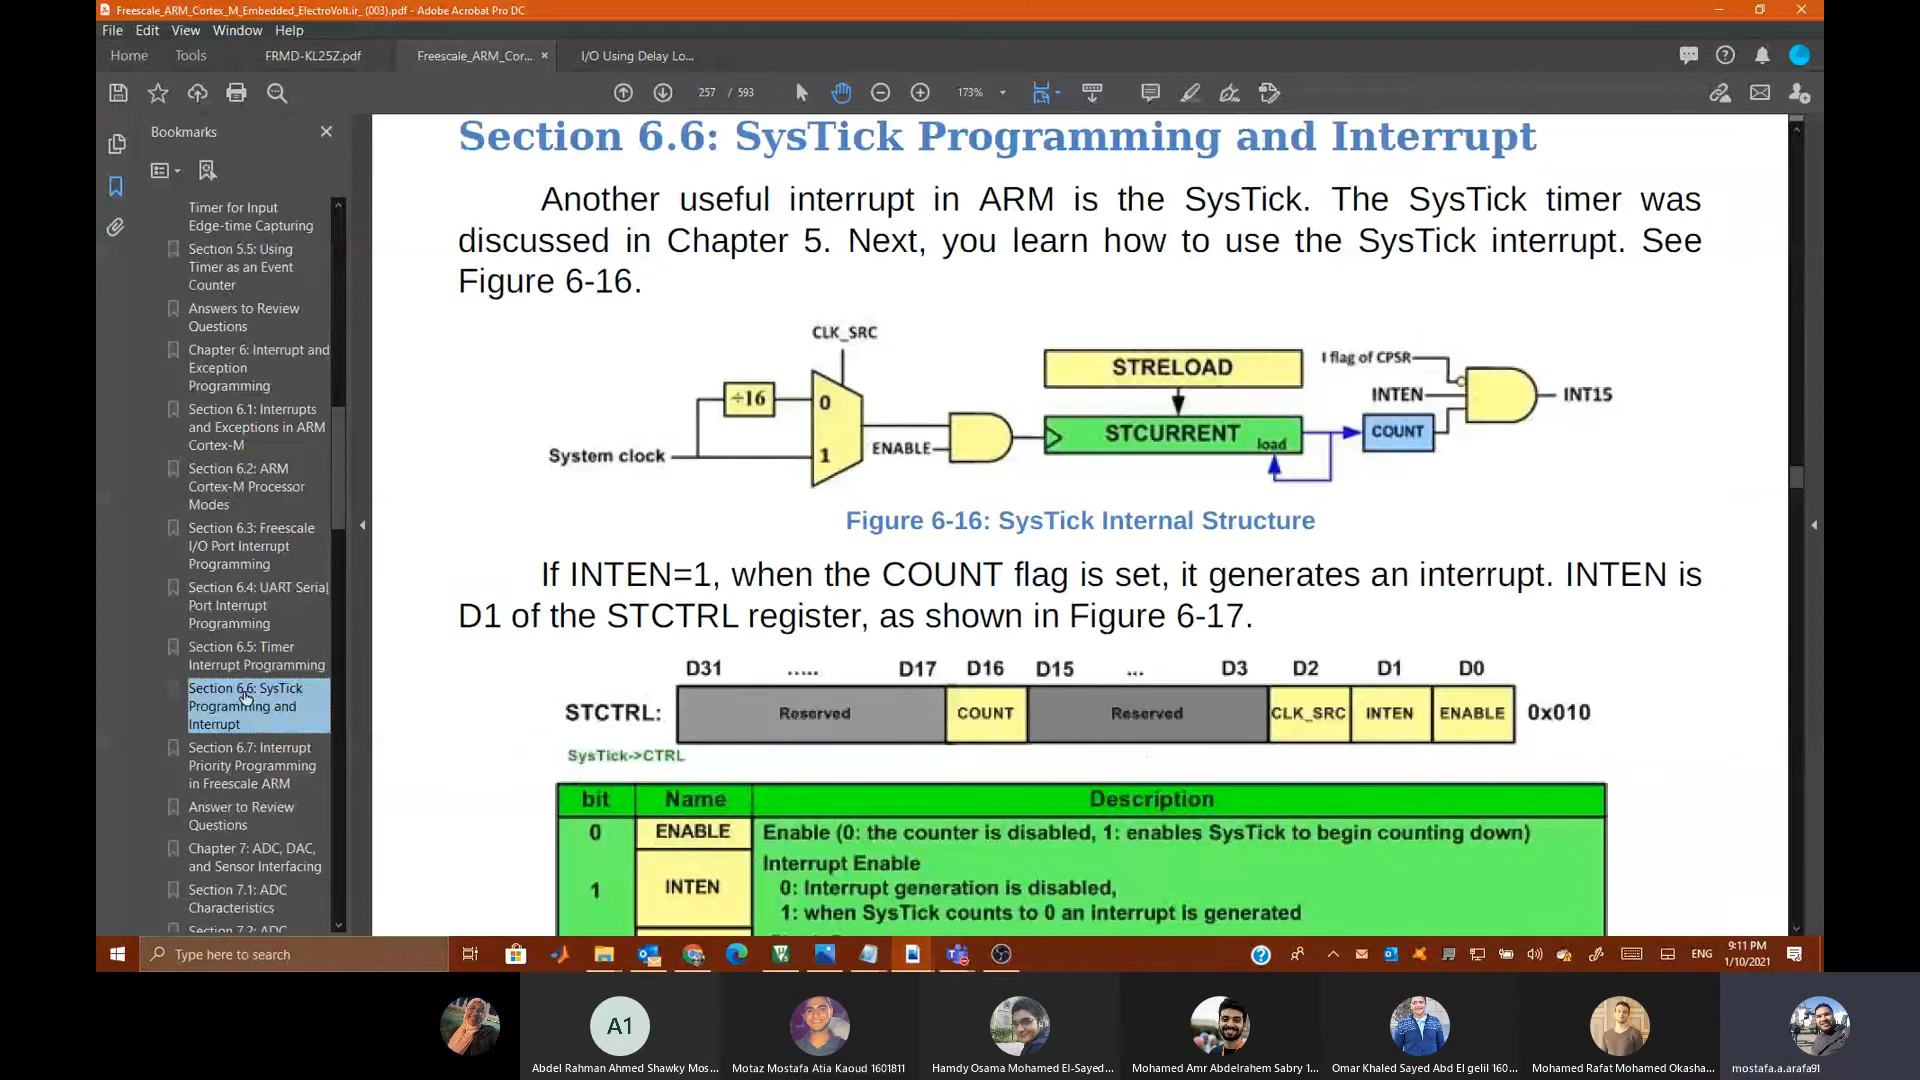 Freescale_ARM_Cortex_M_Embedded_ElectroVolt.ir_ (003).pdf - Adobe Acrobat Pro DC
File Edit View Window Help
Home Tools FRMD-KL25Z.pdf Freescale_ARM_Cor... × I/O Using Delay Lo...
257 / 593 173%
Bookmarks
Timer for Input
Edge-time Capturing
Section 5.5: Using
Timer as an Event
Counter
Answers to Review
Questions
Chapter 6: Interrupt and
Exception
Programming
Section 6.1: Interrupts
and Exceptions in ARM
Cortex-M
Section 6.2: ARM
Cortex-M Processor
Modes
Section 6.3: Freescale
I/O Port Interrupt
Programming
Section 6.4: UART Serial
Port Interrupt
Programming
Section 6.5: Timer
Interrupt Programming
Section 6.6: SysTick
Programming and
Interrupt
Section 6.7: Interrupt
Priority Programming
in Freescale ARM
Answer to Review
Questions
Chapter 7: ADC, DAC,
and Sensor Interfacing
Section 7.1: ADC
Characteristics
Section 7.2: ADC
Section 6.6: SysTick Programming and Interrupt
Another useful interrupt in ARM is the SysTick. The SysTick timer was
discussed in Chapter 5. Next, you learn how to use the SysTick interrupt. See
Figure 6-16.
CLK_SRC
÷16
0
1
System clock
ENABLE
STRELOAD
STCURRENT
load
I flag of CPSR
INTEN
COUNT
INT15
Figure 6-16: SysTick Internal Structure
If INTEN=1, when the COUNT flag is set, it generates an interrupt. INTEN is
D1 of the STCTRL register, as shown in Figure 6-17.
D31 ..... D17 D16 D15 ... D3 D2 D1 D0
STCTRL: Reserved COUNT Reserved CLK_SRC INTEN ENABLE 0x010
SysTick->CTRL
bit Name Description
0 ENABLE Enable (0: the counter is disabled, 1: enables SysTick to begin counting down)
1 INTEN Interrupt Enable
0: Interrupt generation is disabled,
1: when SysTick counts to 0 an interrupt is generated
Type here to search
ENG
9:11 PM
1/10/2021
A1
Abdel Rahman Ahmed Shawky Mos...
Motaz Mostafa Atia Kaoud 1601811
Hamdy Osama Mohamed El-Sayed...
Mohamed Amr Abdelrahem Sabry 1...
Omar Khaled Sayed Abd El gelil 160...
Mohamed Rafat Mohamed Okasha...
mostafa.a.arafa91